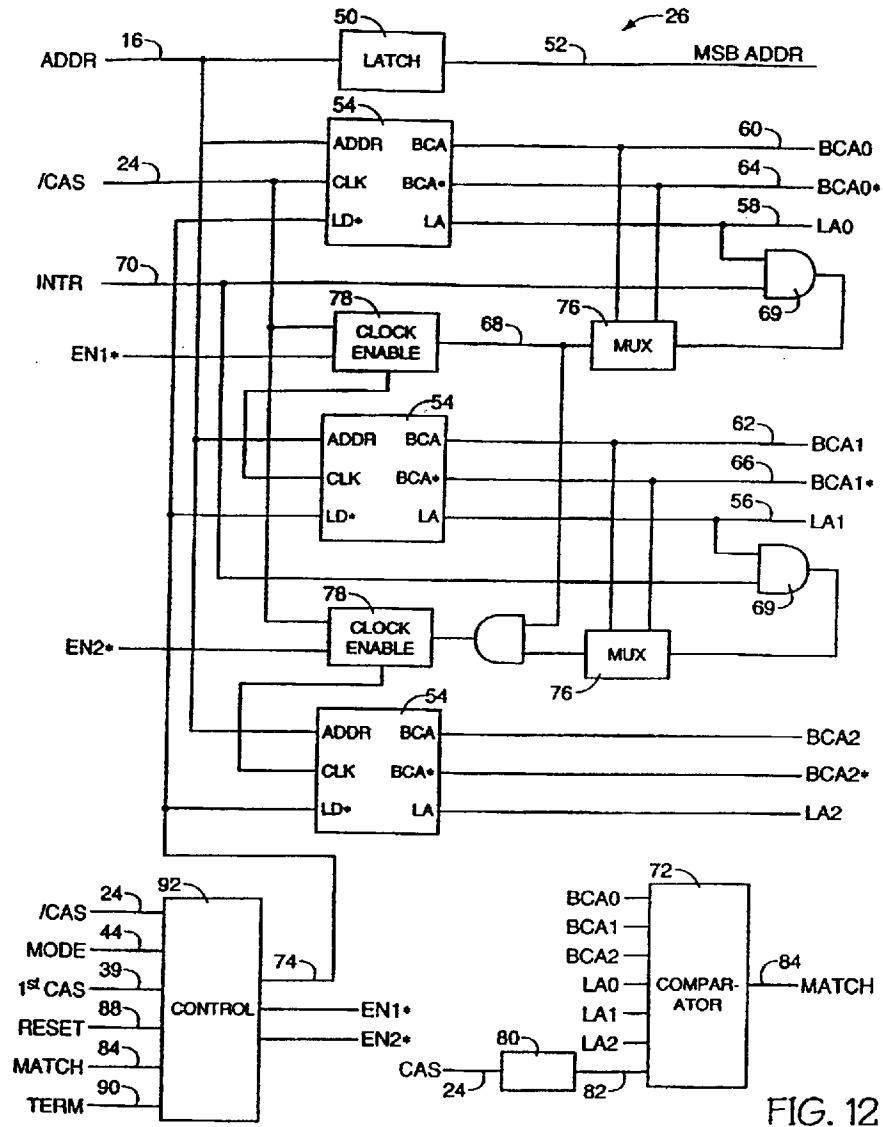 50
26
ADDR
16
LATCH
52
MSB ADDR
54
ADDR
BCA
60
BCA0
/CAS
24
CLK
BCA*
64
BCA0*
LD*
LA
58
LA0
INTR
70
78
68
76
69
EN1*
CLOCK
ENABLE
MUX
54
ADDR
BCA
62
BCA1
CLK
BCA*
66
BCA1*
LD*
LA
56
LA1
78
69
EN2*
CLOCK
ENABLE
MUX
76
54
ADDR
BCA
BCA2
CLK
BCA*
BCA2*
LD*
LA
LA2
92
/CAS
24
MODE
44
1st CAS
39
RESET
88
MATCH
84
TERM
90
CONTROL
74
EN1*
EN2*
72
BCA0
BCA1
BCA2
LA0
LA1
LA2
COMPAR-
ATOR
84
MATCH
CAS
24
80
82
FIG. 12